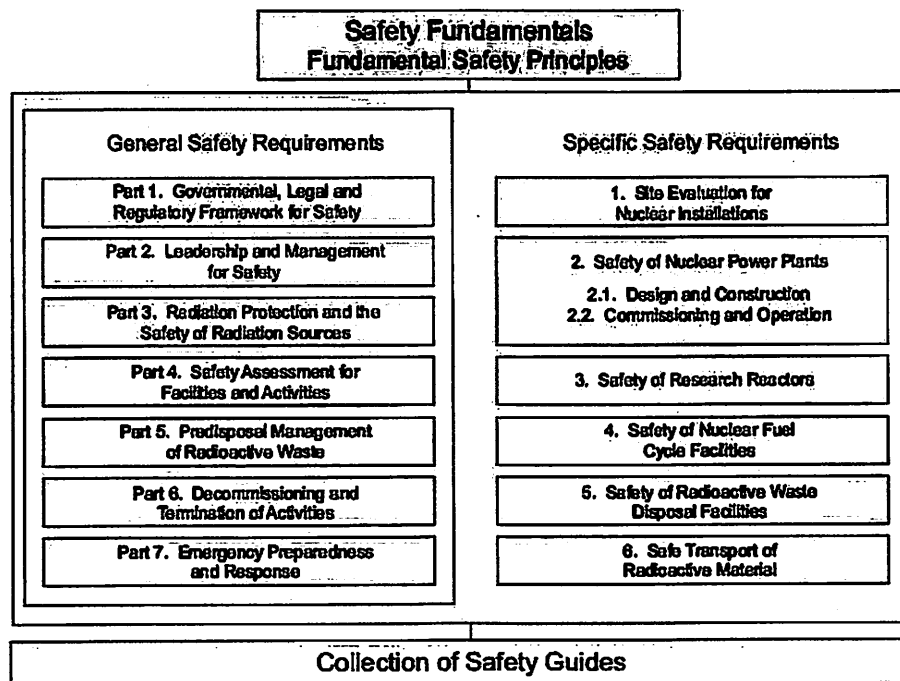 Safety Fundamentals
Fundamental Safety Principles
General Safety Requirements
Part 1. Governmental, Legal and
Regulatory Framework for Safety
Part 2. Leadership and Management
for Safety
Part 3. Radiation Protection and the
Safety of Radiation Sources
Part 4. Safety Assessment for
Facilities and Activities
Part 5. Predisposal Management
of Radioactive Waste
Part 6. Decommissioning and
Termination of Activities
Part 7. Emergency Preparedness
and Response
Specific Safety Requirements
1. Site Evaluation for
Nuclear Installations
2. Safety of Nuclear Power Plants
2.1. Design and Construction
2.2. Commissioning and Operation
3. Safety of Research Reactors
4. Safety of Nuclear Fuel
Cycle Facilities
5. Safety of Radioactive Waste
Disposal Facilities
6. Safe Transport of
Radioactive Material
Collection of Safety Guides